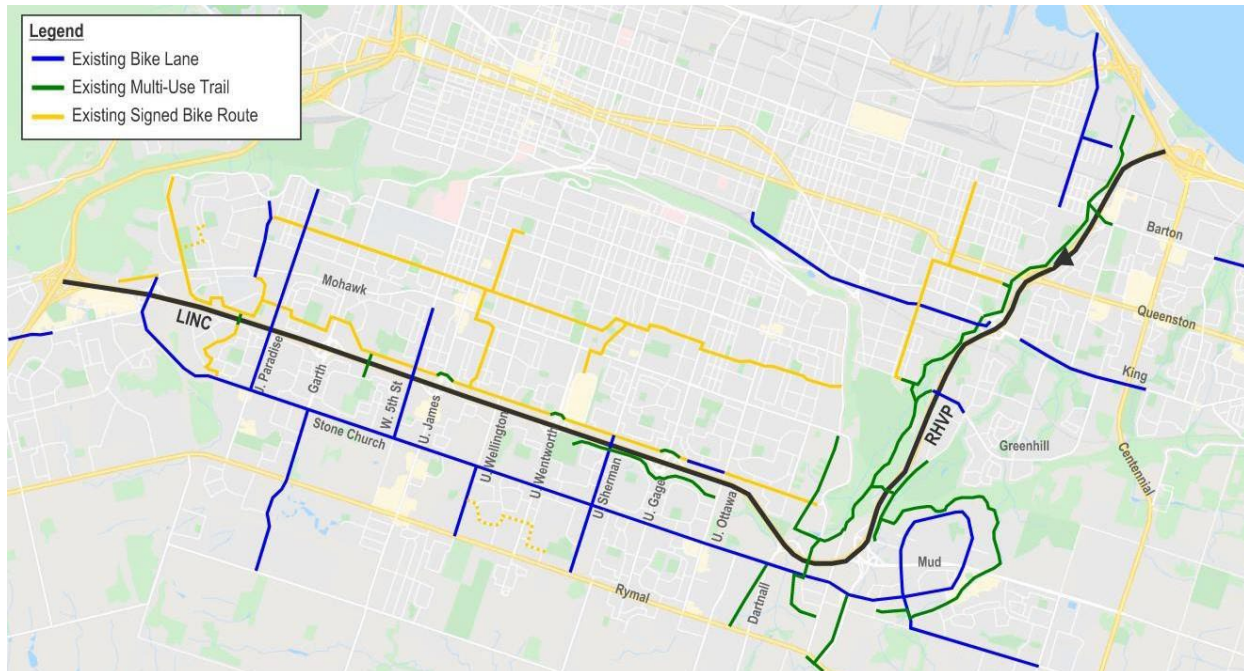 Legend
Existing Bike Lane
Existing Multi-Use Trail
Existing Signed Bike Route
Barton
Mohawk
LINC
Queenston
U. Paradise
Garth
W. 5th St
King
U. James
Stone Church
RHVP
U. Wellington
U. Wentworth
Greenhill
Centennial
U. Sherman
U. Gage
U. Ottawa
Mud
Rymal
Dartnall